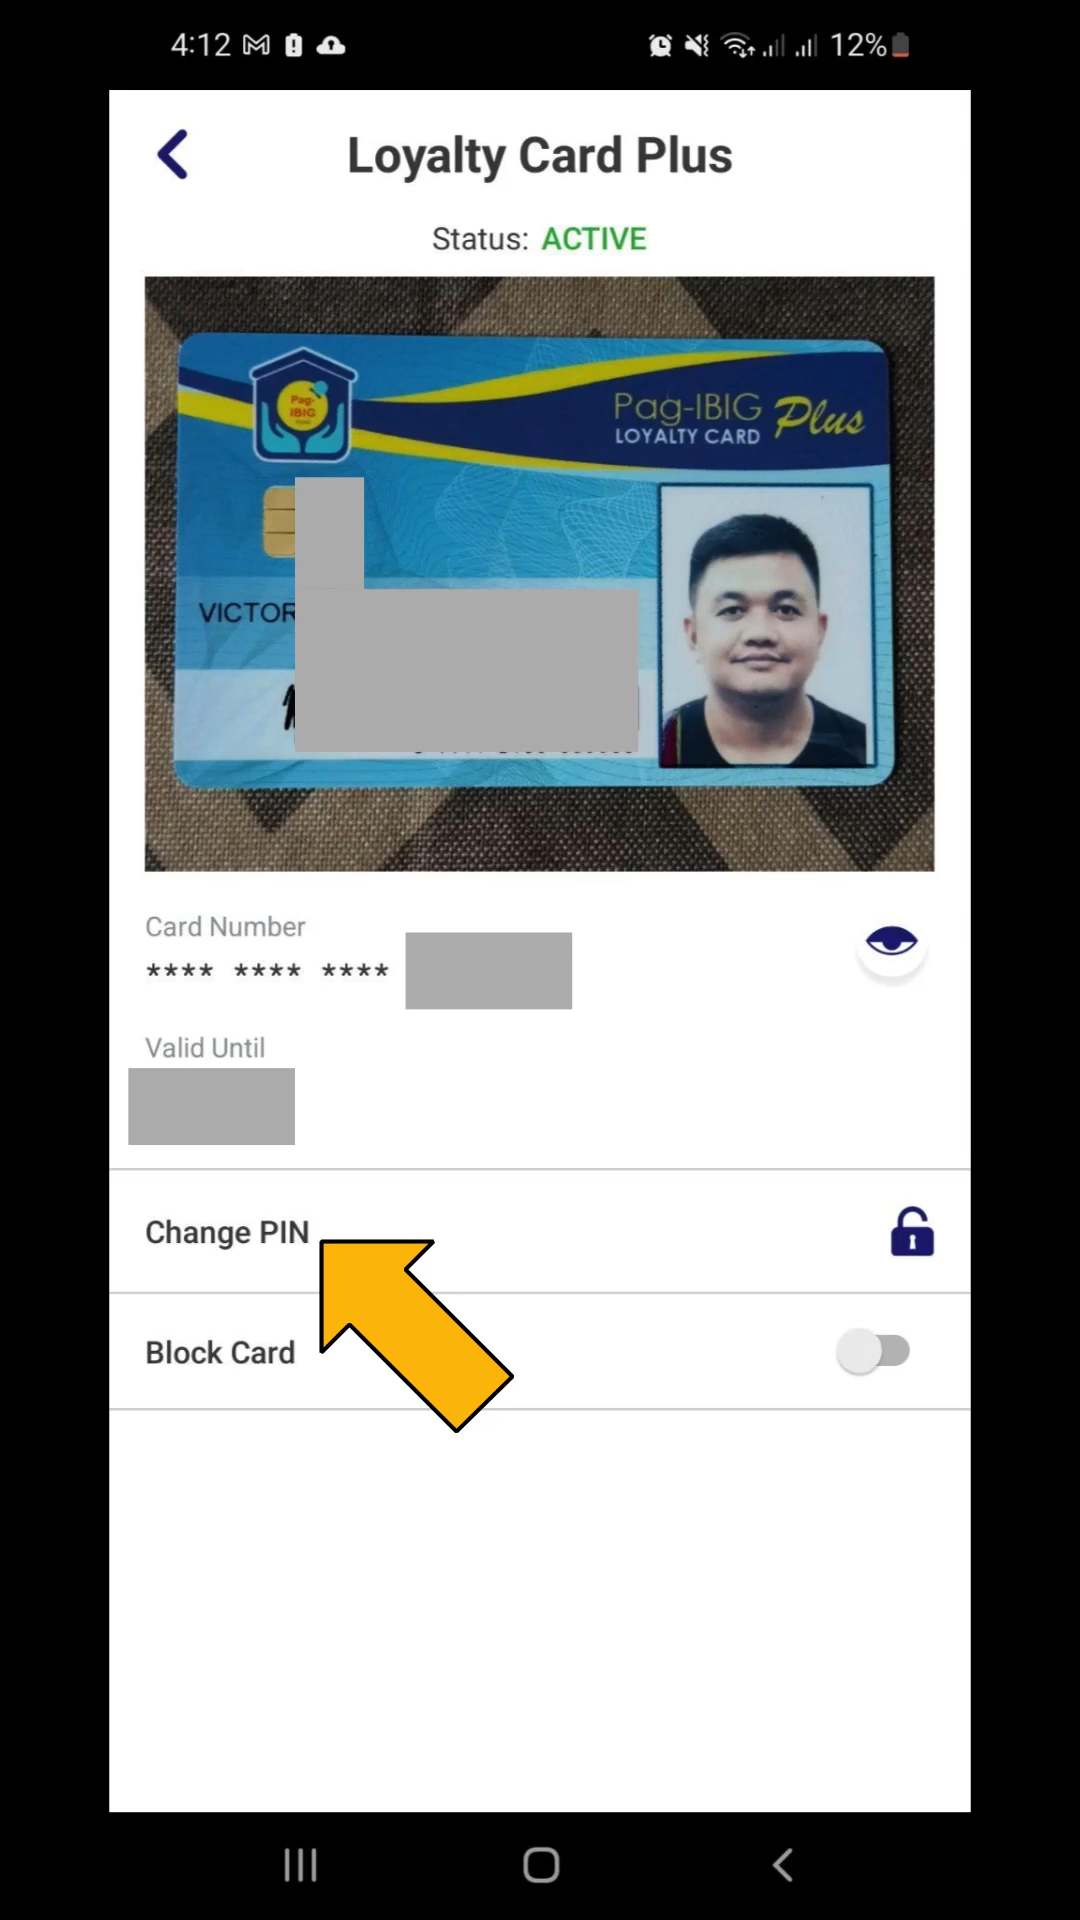 4:12
12%
Loyalty Card Plus
Status: ACTIVE
Pag-IBIG
Pag-IBIG Plus
LOYALTY CARD
VICTOR
Card Number
**** **** ****
Valid Until
Change PIN
Block Card